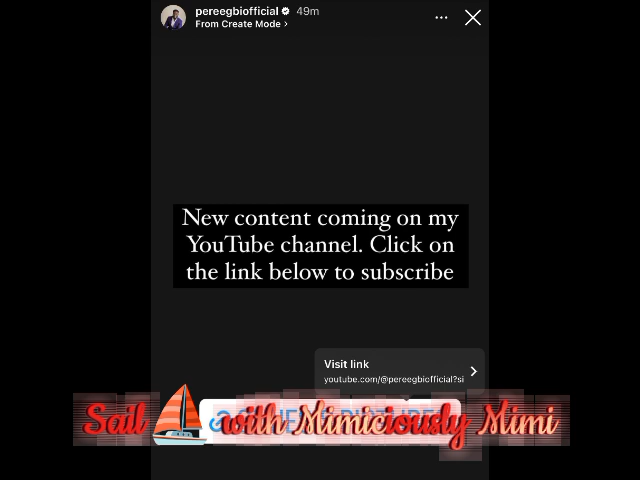 pereegbiofficial 49m
From Create Mode >
New content coming on my
YouTube channel. Click on
the link below to subscribe
Visit link
youtube.com/@pereegbiofficial?si
Sail with Mimiciously Mimi